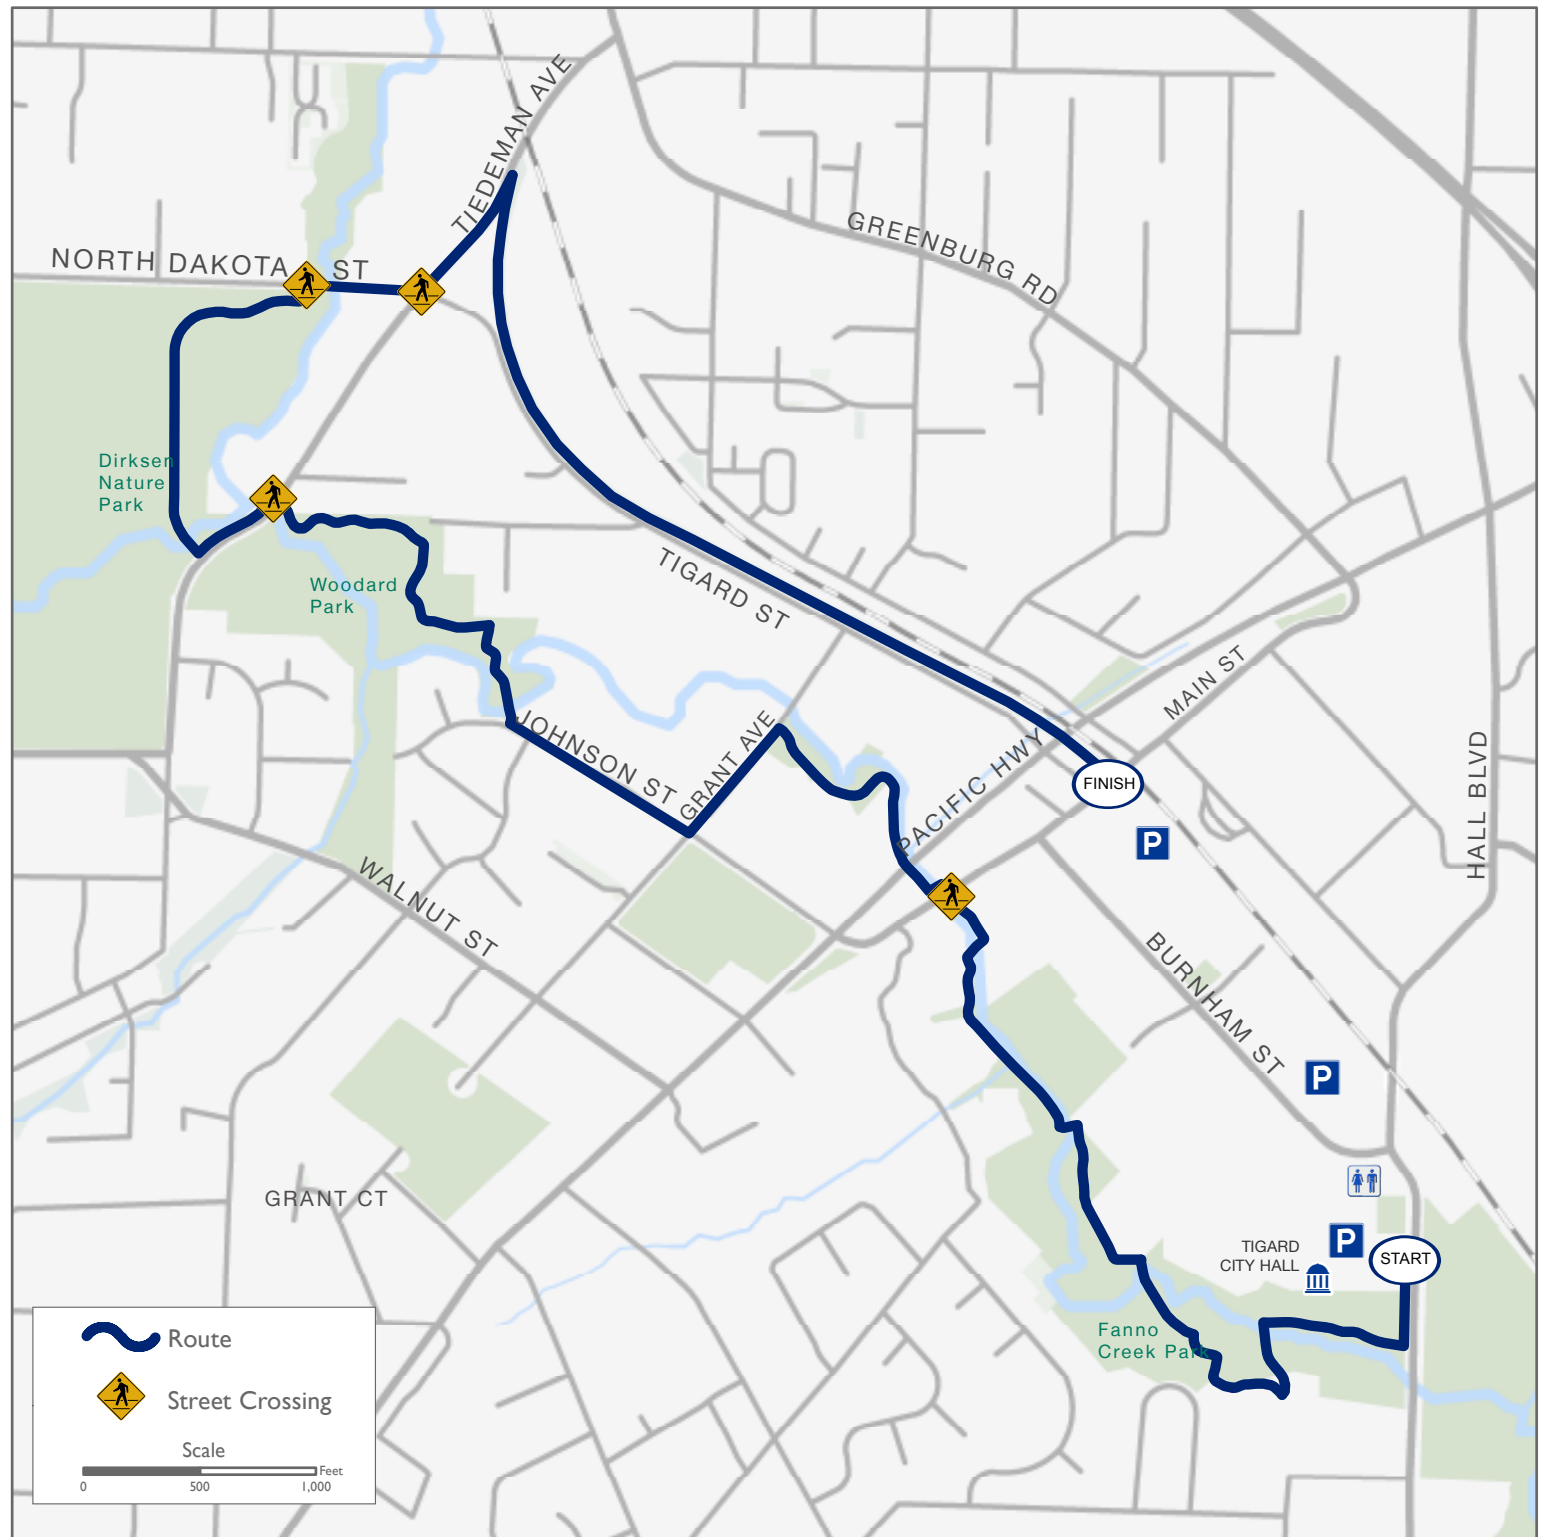 TIEDEMAN AVE
NORTH DAKOTA ST
GREENBURG RD
Dirksen
Nature
Park
Woodard
Park
TIGARD ST
MAIN ST
JOHNSON ST
GRANT AVE
PACIFIC HWY
FINISH
P
HALL BLVD
WALNUT ST
BURNHAM ST
P
GRANT CT
TIGARD
CITY HALL
P
START
Fanno
Creek Park
Route
Street Crossing
Scale
Feet
0 500 1,000